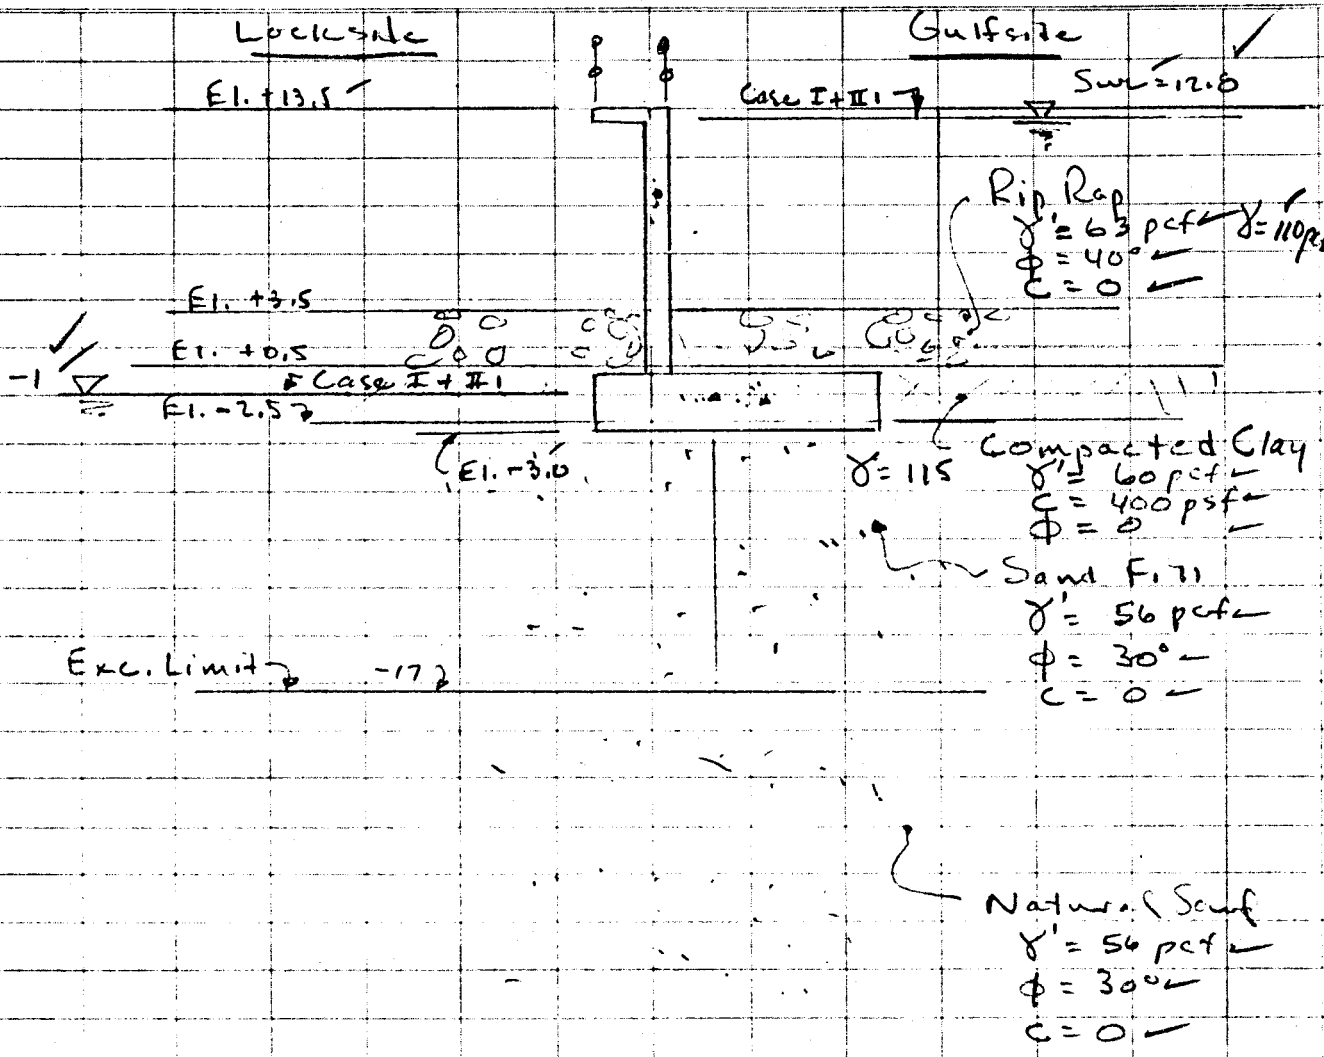 Lockside
Gulfside
El. +13.5
Case I + II
SWL = 12.8
Rip Rap
γ' = 63 pcf γ = 110 pcf
φ = 40°
C = 0
El. +3.5
El. +0.5
-1
Case I + II
El. -2.5
El. -3.0
γ = 115
Compacted Clay
γ' = 60 pcf
C = 400 psf
φ = 0
Sand Fill
γ' = 56 pcf
φ = 30°
C = 0
Exc. Limit
-17
Natural Sand
γ' = 56 pcf
φ = 30°
C = 0